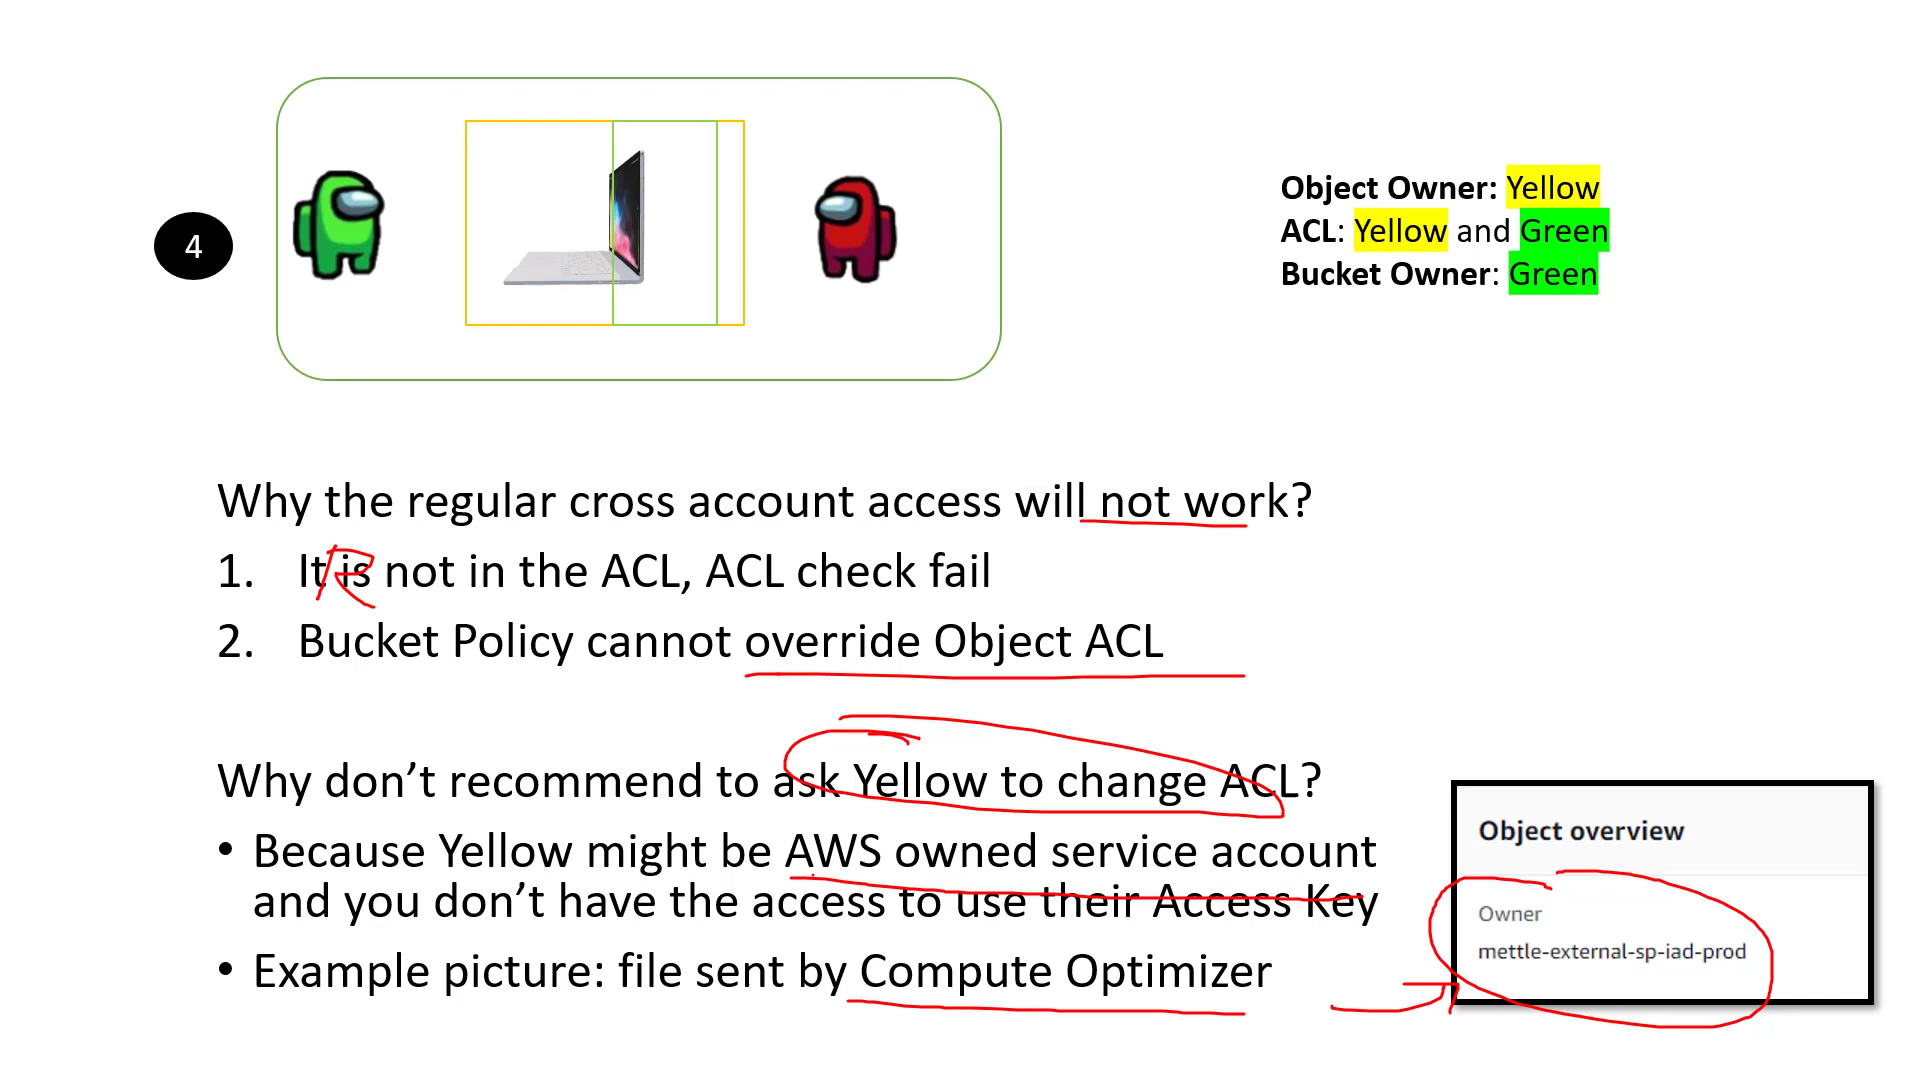 4
Object Owner: Yellow
ACL: Yellow and Green
Bucket Owner: Green
Why the regular cross account access will not work?
1. It is not in the ACL, ACL check fail
R
2. Bucket Policy cannot override Object ACL
Why don’t recommend to ask Yellow to change ACL?
• Because Yellow might be AWS owned service account
and you don’t have the access to use their Access Key
• Example picture: file sent by Compute Optimizer
Object overview
Owner
mettle-external-sp-iad-prod